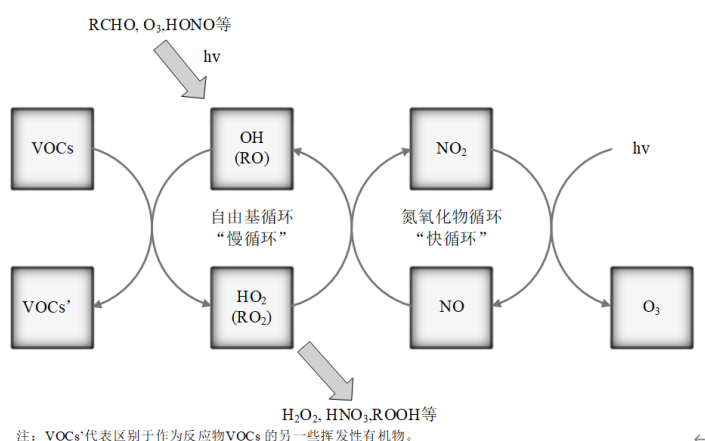 RCHO, O₃,HONO等
hv
VOCs
OH
(RO)
NO₂
hv
自由基循环
“慢循环”
氮氧化物循环
“快循环”
VOCs’
HO₂
(RO₂)
NO
O₃
H₂O₂, HNO₃,ROOH等
注：VOCs’代表区别于作为反应物VOCs 的另一些挥发性有机物。